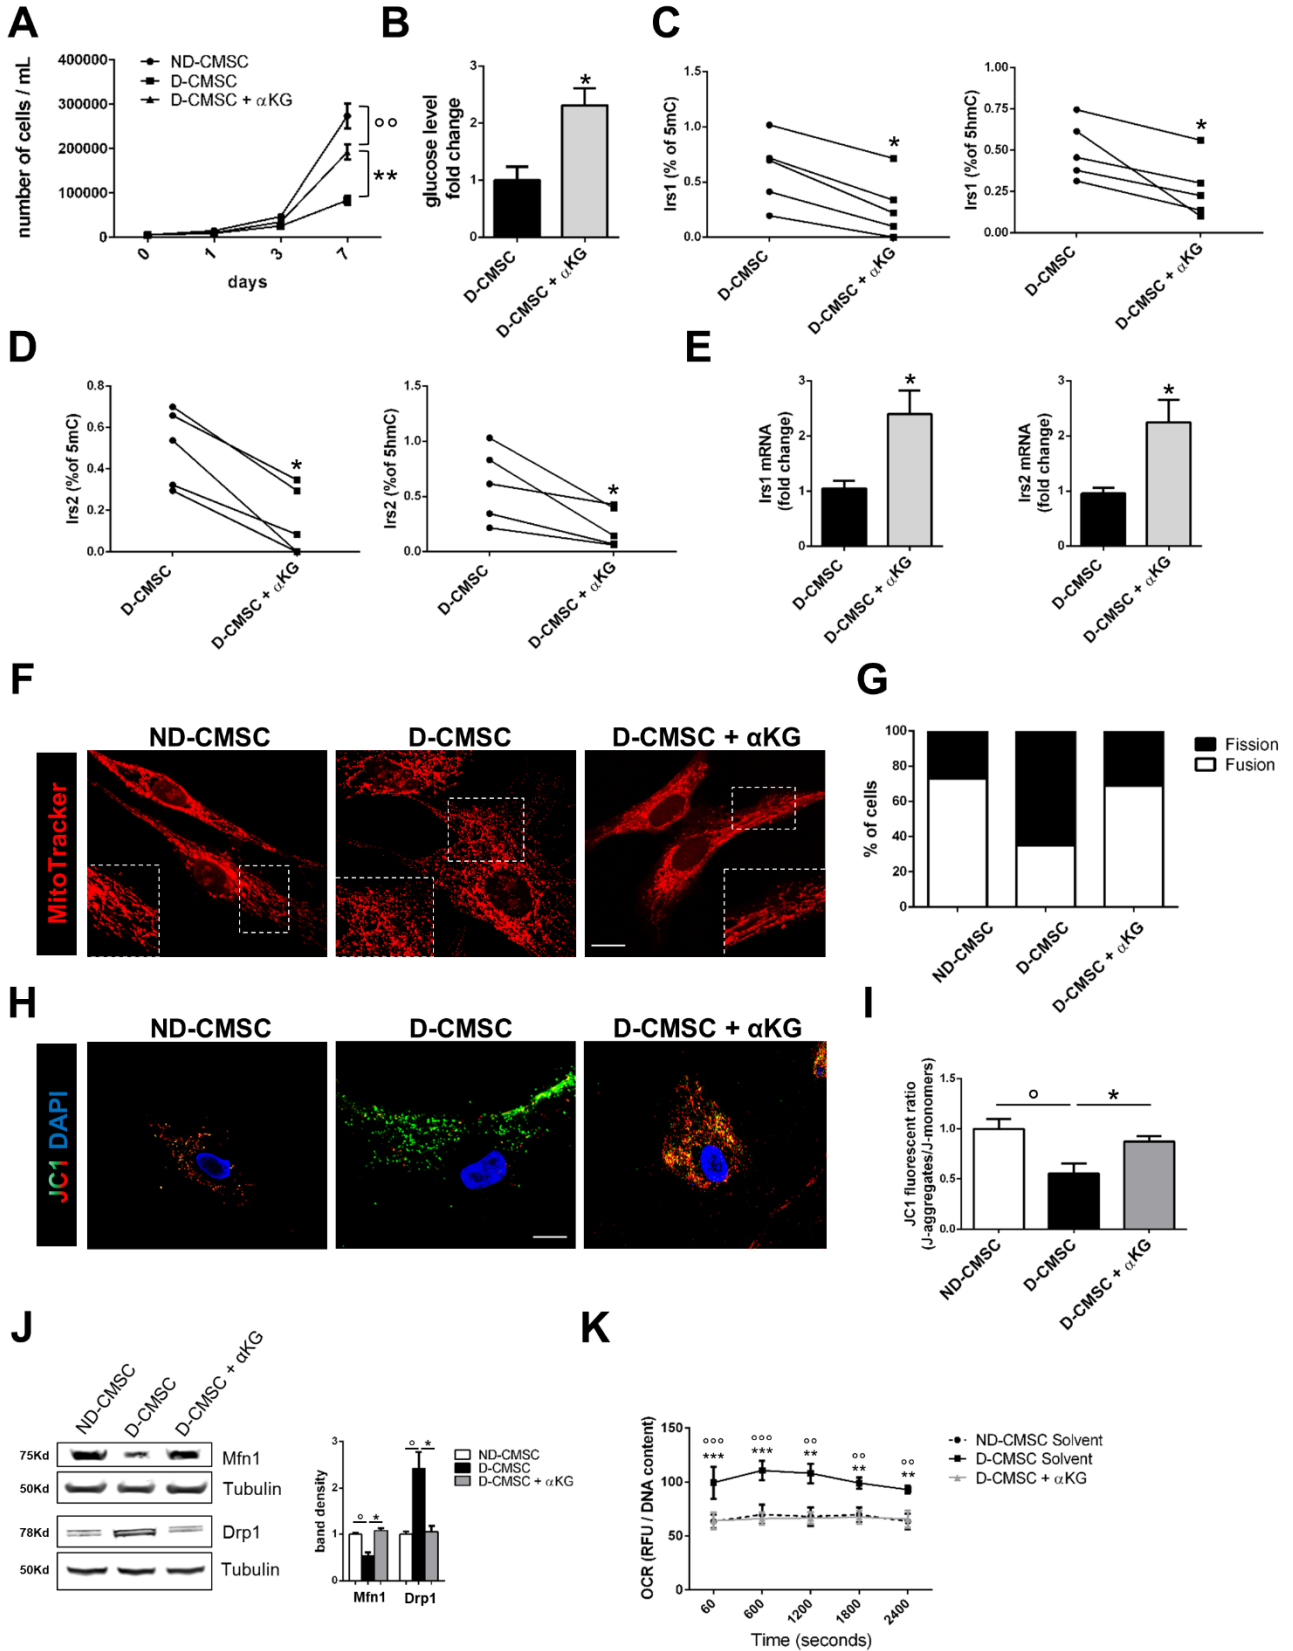 A
number of cells / mL
400000
300000
200000
100000
0
ND-CMSC
D-CMSC
D-CMSC + αKG
°°
**
0
1
3
7
days
B
glucose level
fold change
3
2
1
0
*
D-CMSC
D-CMSC + αKG
C
Irs1 (% of 5mC)
1.5
1.0
0.5
0.0
*
D-CMSC
D-CMSC + αKG
Irs1 (%of 5hmC)
1.00
0.75
0.50
0.25
0.00
*
D-CMSC
D-CMSC + αKG
D
Irs2 (%of 5mC)
0.8
0.6
0.4
0.2
0.0
*
D-CMSC
D-CMSC + αKG
Irs2 (%of 5hmC)
1.5
1.0
0.5
0.0
*
D-CMSC
D-CMSC + αKG
E
Irs1 mRNA
(fold change)
3
2
1
0
*
D-CMSC
D-CMSC + αKG
Irs2 mRNA
(fold change)
3
2
1
0
*
D-CMSC
D-CMSC + αKG
F
MitoTracker
ND-CMSC
D-CMSC
D-CMSC + αKG
G
% of cells
100
80
60
40
20
0
Fission
Fusion
ND-CMSC
D-CMSC
D-CMSC + αKG
H
JC1 DAPI
ND-CMSC
D-CMSC
D-CMSC + αKG
I
JC1 fluorescent ratio
(J-aggregates/J-monomers)
1.5
1.0
0.5
0.0
°
*
ND-CMSC
D-CMSC
D-CMSC + αKG
J
ND-CMSC
D-CMSC
D-CMSC + αKG
75Kd
Mfn1
50Kd
Tubulin
78Kd
Drp1
50Kd
Tubulin
band density
3
2
1
0
° *
° *
ND-CMSC
D-CMSC
D-CMSC + αKG
Mfn1
Drp1
K
OCR (RFU / DNA content)
150
100
50
0
°°° °°° °° °° °°
*** *** ** ** **
ND-CMSC Solvent
D-CMSC Solvent
D-CMSC + αKG
60
600
1200
1800
2400
Time (seconds)